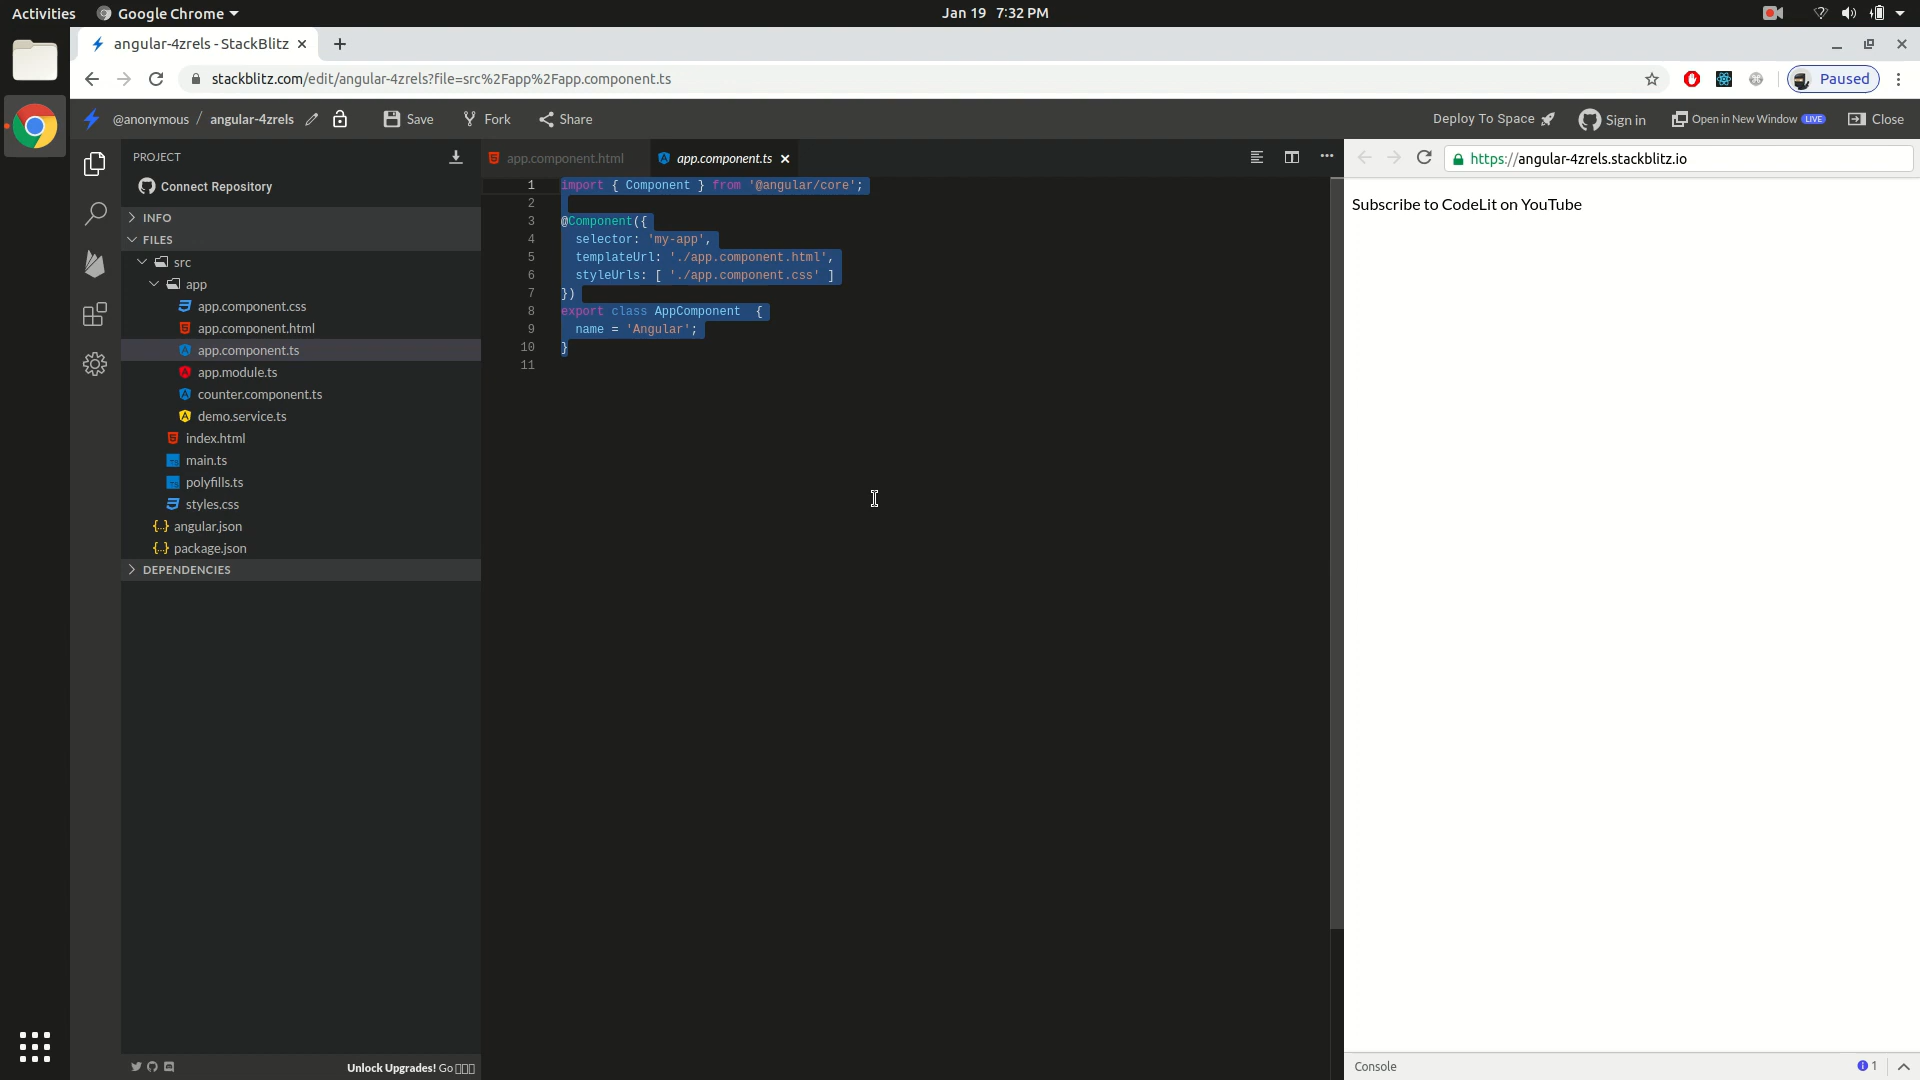 Activities
Google Chrome
Jan 19 7:32 PM
angular-4zrels - StackBlitz
stackblitz.com/edit/angular-4zrels?file=src%2Fapp%2Fapp.component.ts
Paused
@anonymous / angular-4zrels
Save
Fork
Share
Deploy To Space
Sign in
Open in New Window LIVE
Close
PROJECT
Connect Repository
INFO
FILES
src
app
app.component.css
app.component.html
app.component.ts
app.module.ts
counter.component.ts
demo.service.ts
index.html
main.ts
polyfills.ts
styles.css
{..} angular.json
{..} package.json
DEPENDENCIES
Unlock Upgrades! Go
app.component.html
app.component.ts
1 import { Component } from '@angular/core';
2
3 @Component({
4 selector: 'my-app',
5 templateUrl: './app.component.html',
6 styleUrls: [ './app.component.css' ]
7 })
8 export class AppComponent  {
9 name = 'Angular';
10 }
11
https://angular-4zrels.stackblitz.io
Subscribe to CodeLit on YouTube
Console
1